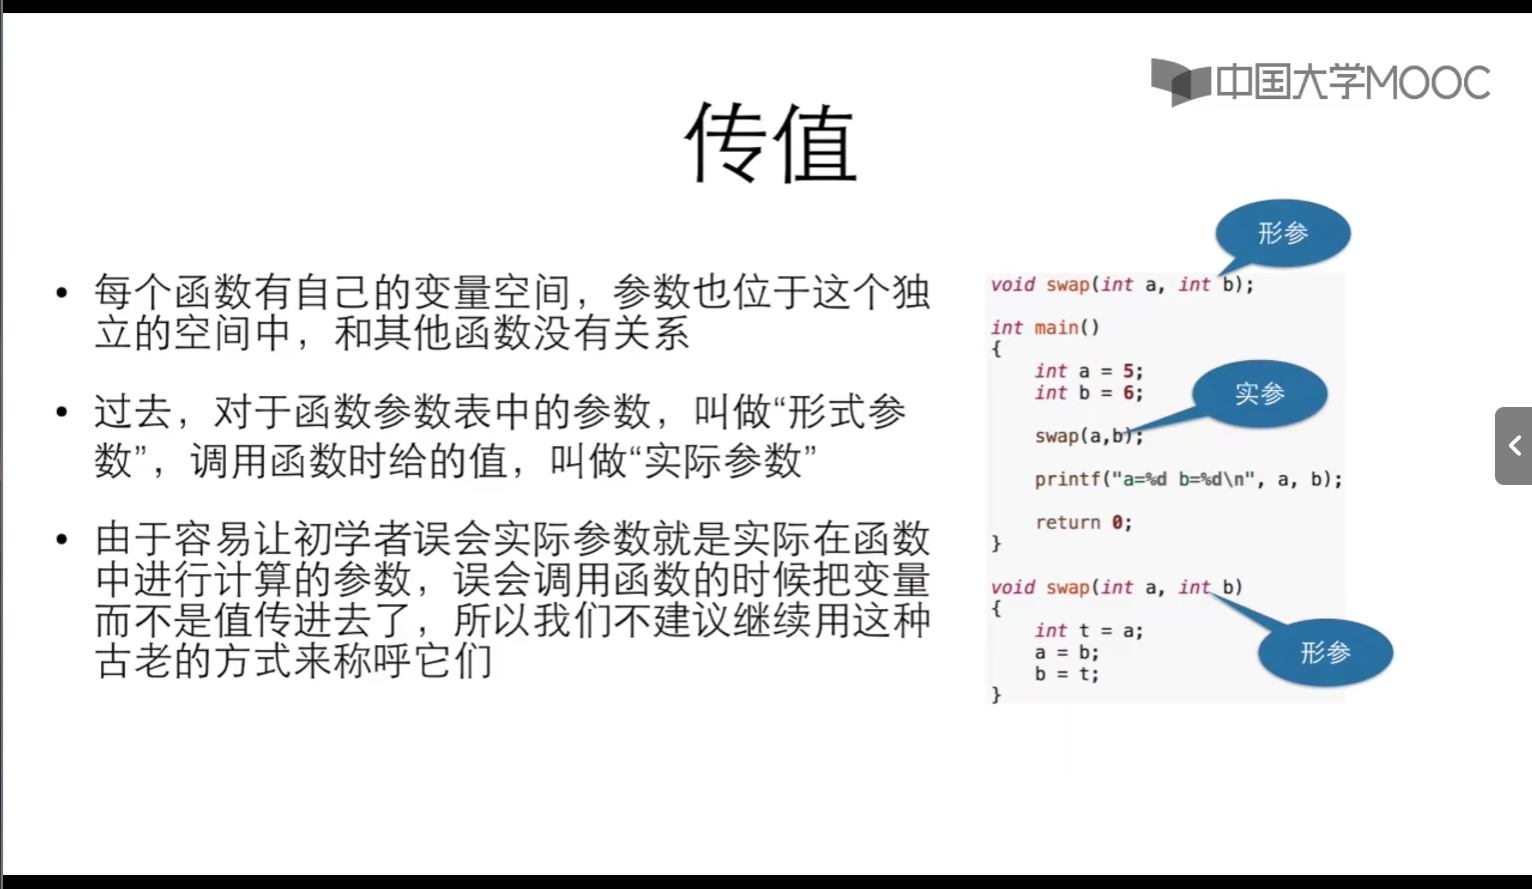 中国大学MOOC
传值
• 每个函数有自己的变量空间，参数也位于这个独
立的空间中，和其他函数没有关系
• 过去，对于函数参数表中的参数，叫做“形式参
数”，调用函数时给的值，叫做“实际参数”
• 由于容易让初学者误会实际参数就是实际在函数
中进行计算的参数，误会调用函数的时候把变量
而不是值传进去了，所以我们不建议继续用这种
古老的方式来称呼它们
形参
void swap(int a, int b);
int main()
{
int a = 5;
int b = 6;
实参
swap(a,b);
printf("a=%d b=%d\n", a, b);
return 0;
}
void swap(int a, int b)
{
int t = a;
a = b;
形参
b = t;
}